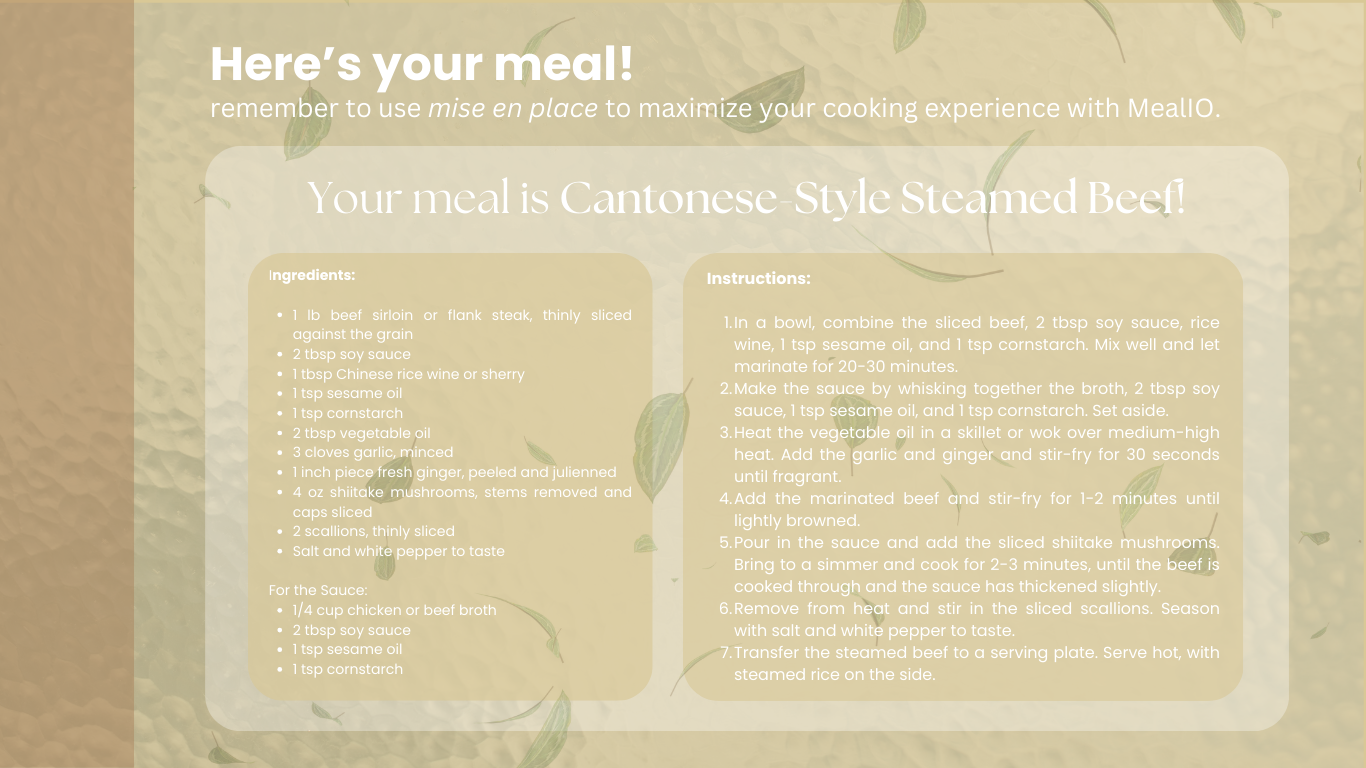 Here’s your meal!
remember to use mise en place to maximize your cooking experience with MealIO.
Your meal is Cantonese-Style Steamed Beef!
Ingredients:
• 1 lb beef sirloin or flank steak, thinly sliced
against the grain
• 2 tbsp soy sauce
• 1 tbsp Chinese rice wine or sherry
• 1 tsp sesame oil
• 1 tsp cornstarch
• 2 tbsp vegetable oil
• 3 cloves garlic, minced
• 1 inch piece fresh ginger, peeled and julienned
• 4 oz shiitake mushrooms, stems removed and
caps sliced
• 2 scallions, thinly sliced
• Salt and white pepper to taste
For the Sauce:
• 1/4 cup chicken or beef broth
• 2 tbsp soy sauce
• 1 tsp sesame oil
• 1 tsp cornstarch
Instructions:
1. In a bowl, combine the sliced beef, 2 tbsp soy sauce, rice
wine, 1 tsp sesame oil, and 1 tsp cornstarch. Mix well and let
marinate for 20-30 minutes.
2. Make the sauce by whisking together the broth, 2 tbsp soy
sauce, 1 tsp sesame oil, and 1 tsp cornstarch. Set aside.
3. Heat the vegetable oil in a skillet or wok over medium-high
heat. Add the garlic and ginger and stir-fry for 30 seconds
until fragrant.
4. Add the marinated beef and stir-fry for 1-2 minutes until
lightly browned.
5. Pour in the sauce and add the sliced shiitake mushrooms.
Bring to a simmer and cook for 2-3 minutes, until the beef is
cooked through and the sauce has thickened slightly.
6. Remove from heat and stir in the sliced scallions. Season
with salt and white pepper to taste.
7. Transfer the steamed beef to a serving plate. Serve hot, with
steamed rice on the side.